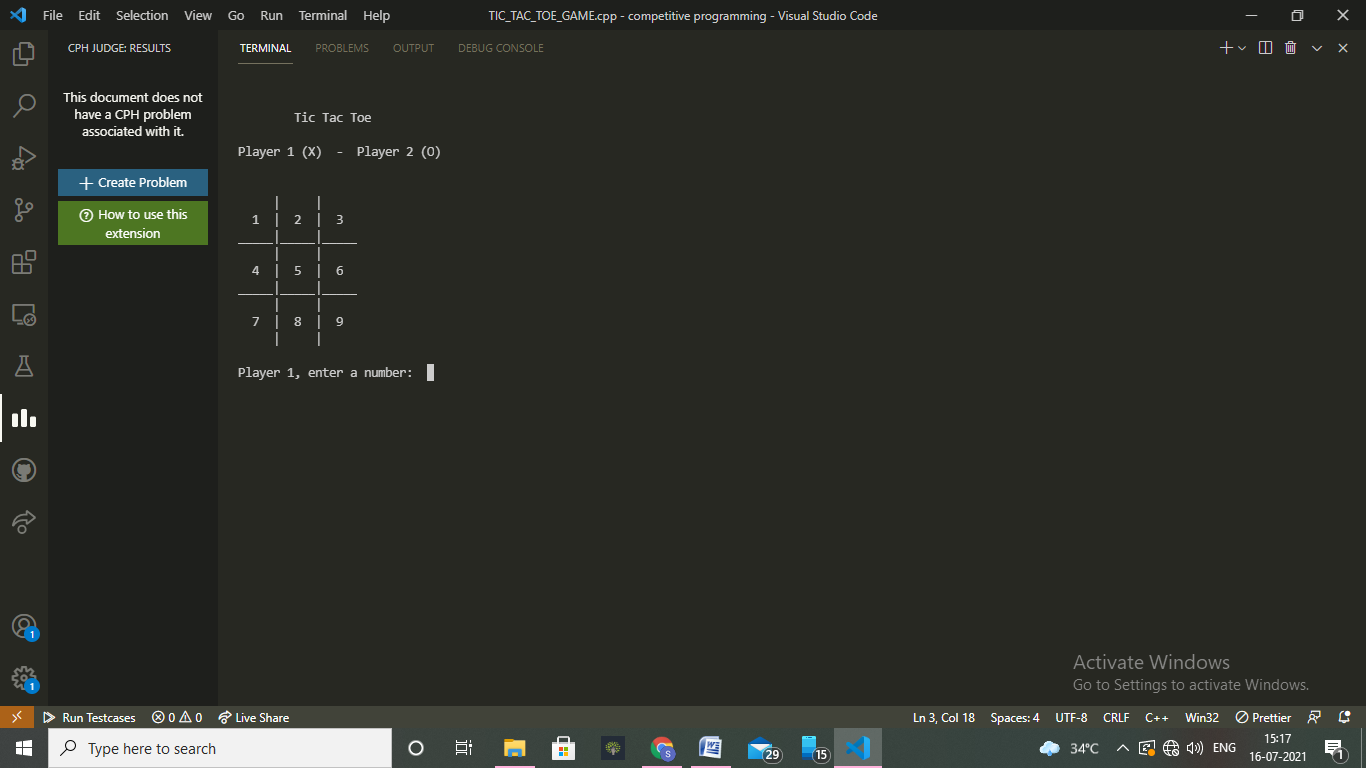 File Edit Selection View Go Run Terminal Help
TIC_TAC_TOE_GAME.cpp - competitive programming - Visual Studio Code
CPH JUDGE: RESULTS
This document does not
have a CPH problem
associated with it.
+ Create Problem
? How to use this
extension
TERMINAL PROBLEMS OUTPUT DEBUG CONSOLE
Tic Tac Toe
Player 1 (X) - Player 2 (O)
1 | 2 | 3
4 | 5 | 6
7 | 8 | 9
Player 1, enter a number:
Activate Windows
Go to Settings to activate Windows.
1
1
Run Testcases 0 0 Live Share
Ln 3, Col 18 Spaces: 4 UTF-8 CRLF C++ Win32 Prettier
Type here to search
S W 29 15
34°C ENG
15:17
16-07-2021
1